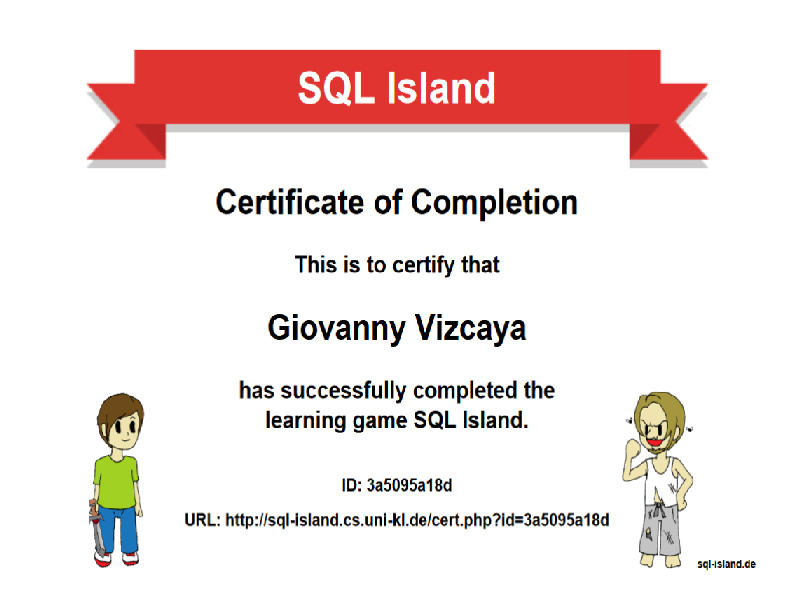 SQL Island
Certificate of Completion
This is to certify that
Giovanny Vizcaya
has successfully completed the
learning game SQL Island.
ID: 3a5095a18d
URL: http://sql-island.cs.uni-kl.de/cert.php?id=3a5095a18d
sql-island.de